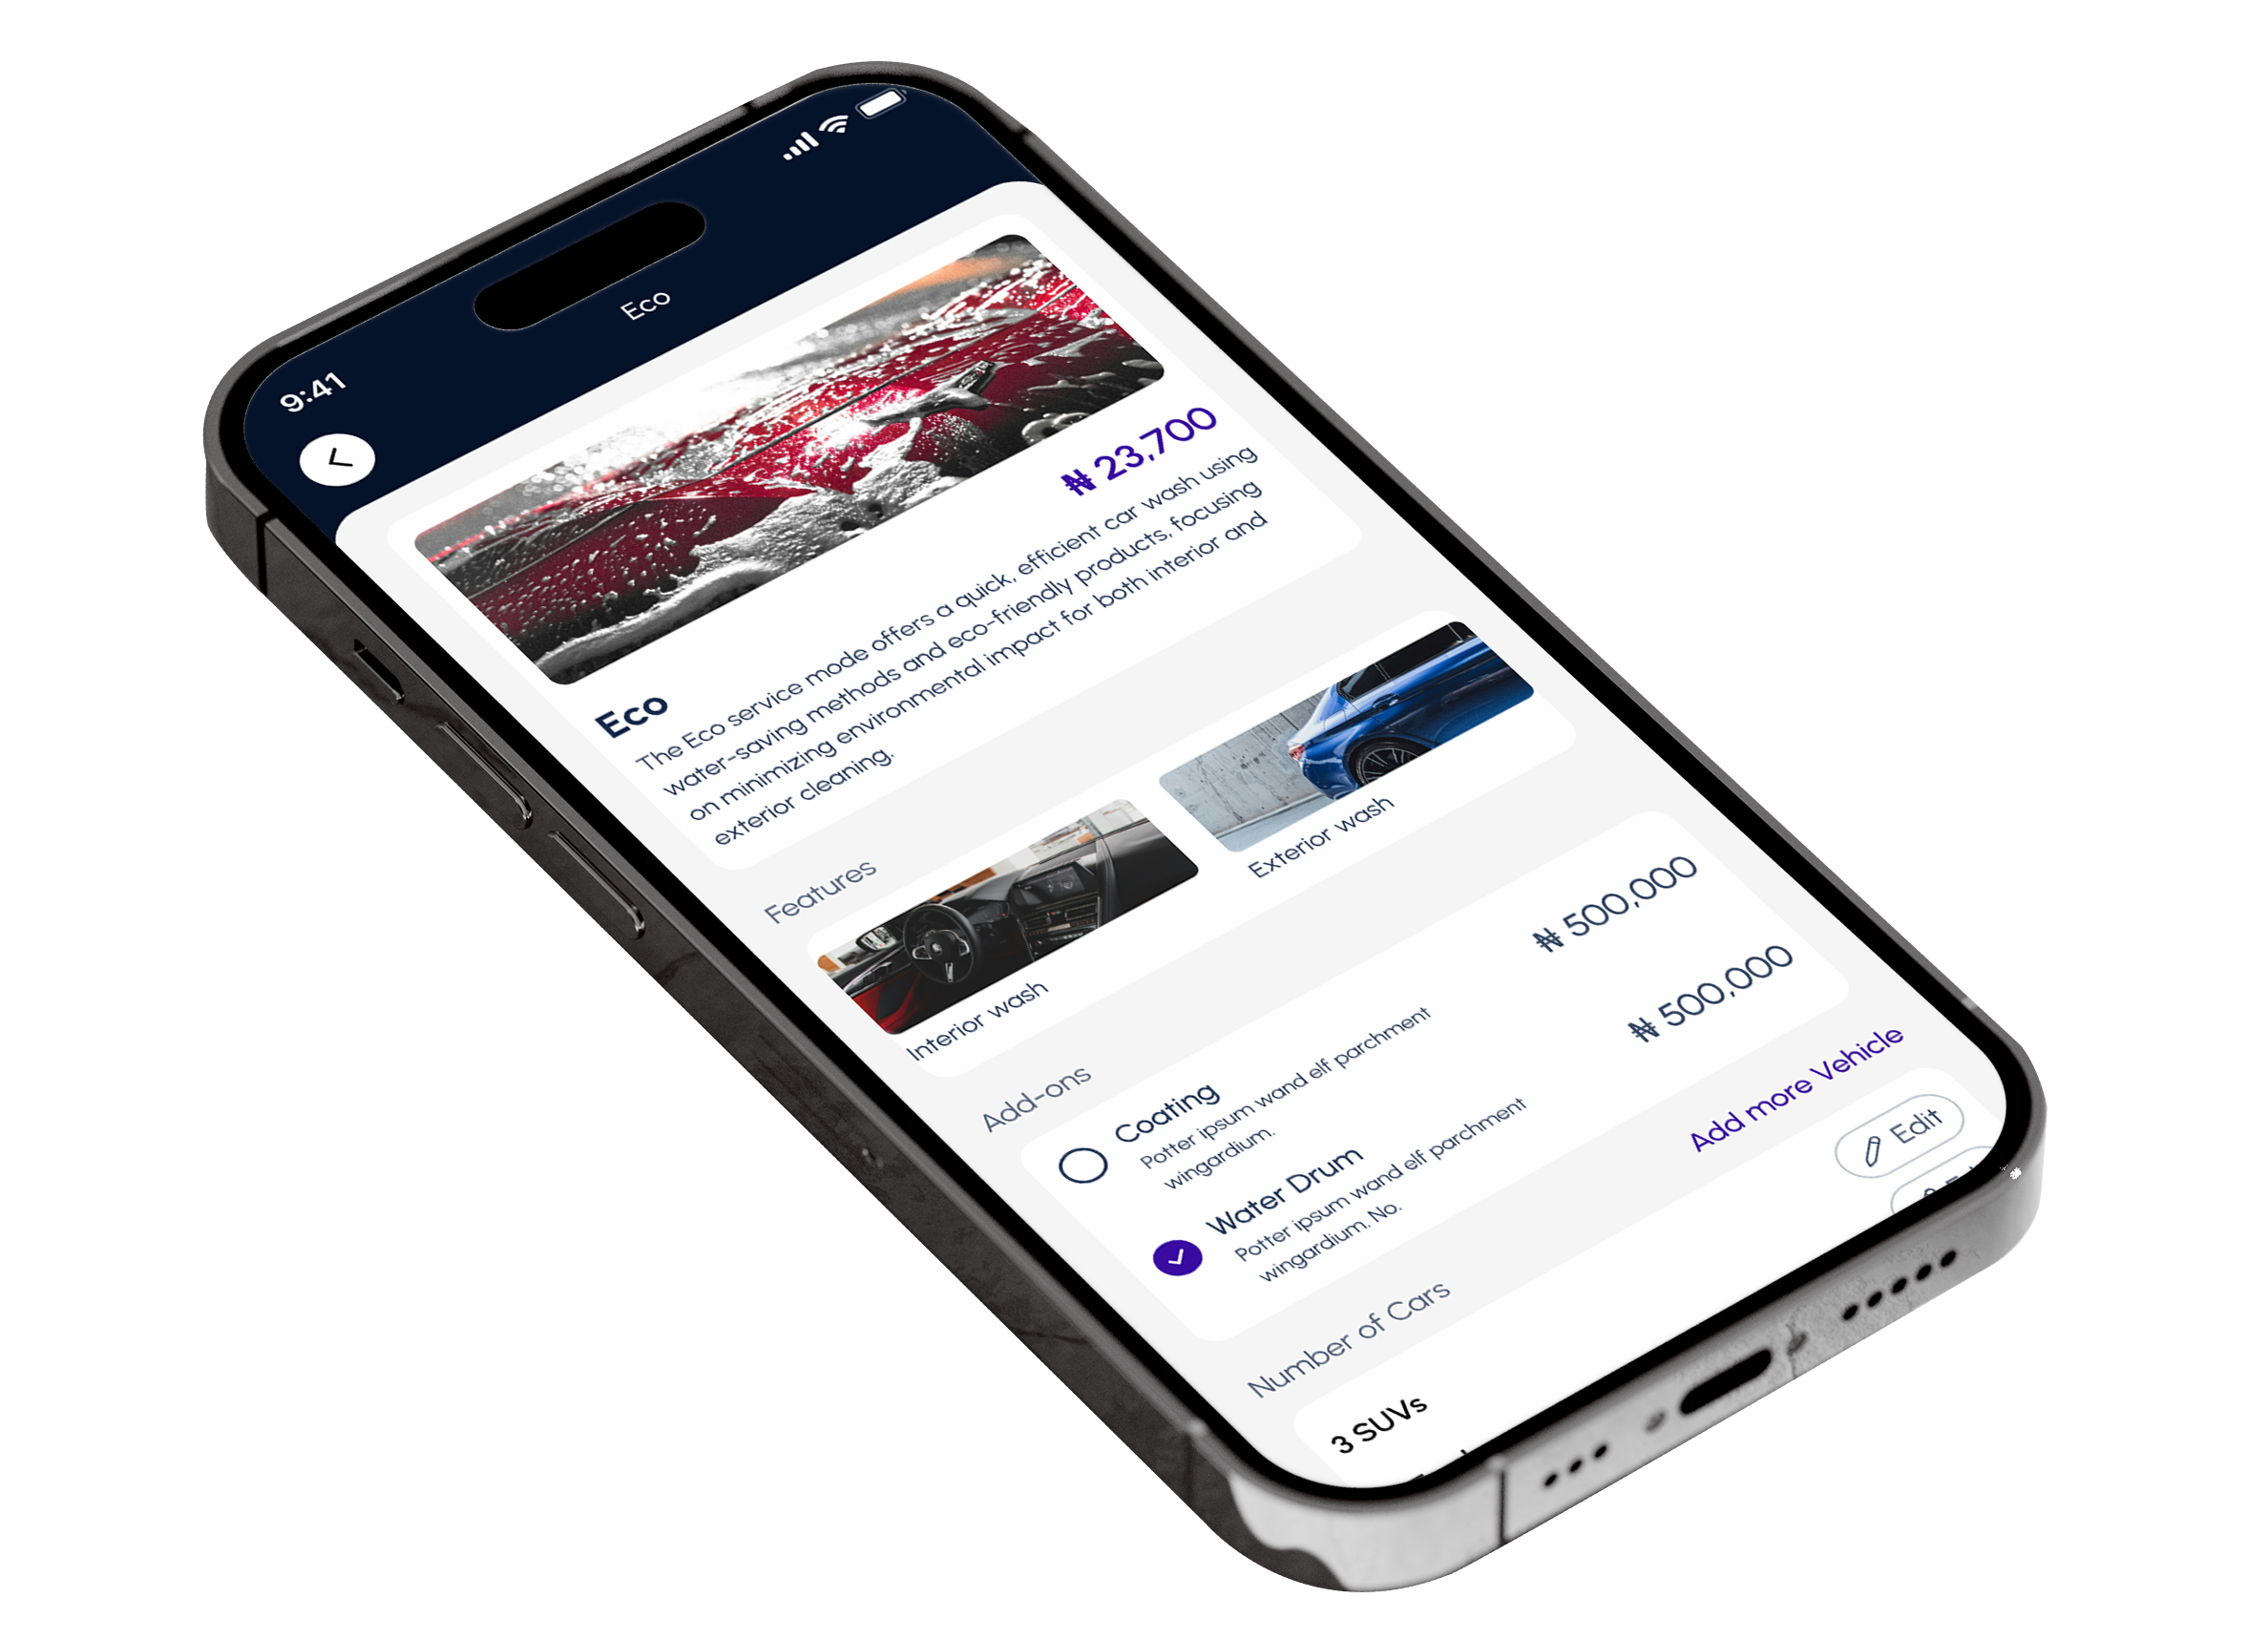 9:41
Eco
Eco
₦ 23,700
The Eco service mode offers a quick, efficient car wash using
water-saving methods and eco-friendly products, focusing
on minimizing environmental impact for both interior and
exterior cleaning.
Features
Interior wash
Exterior wash
Add-ons
Coating
₦ 500,000
Potter ipsum wand elf parchment
wingardium.
Water Drum
₦ 500,000
Potter ipsum wand elf parchment
wingardium. No.
Number of Cars
Add more Vehicle
3 SUVs
Edit